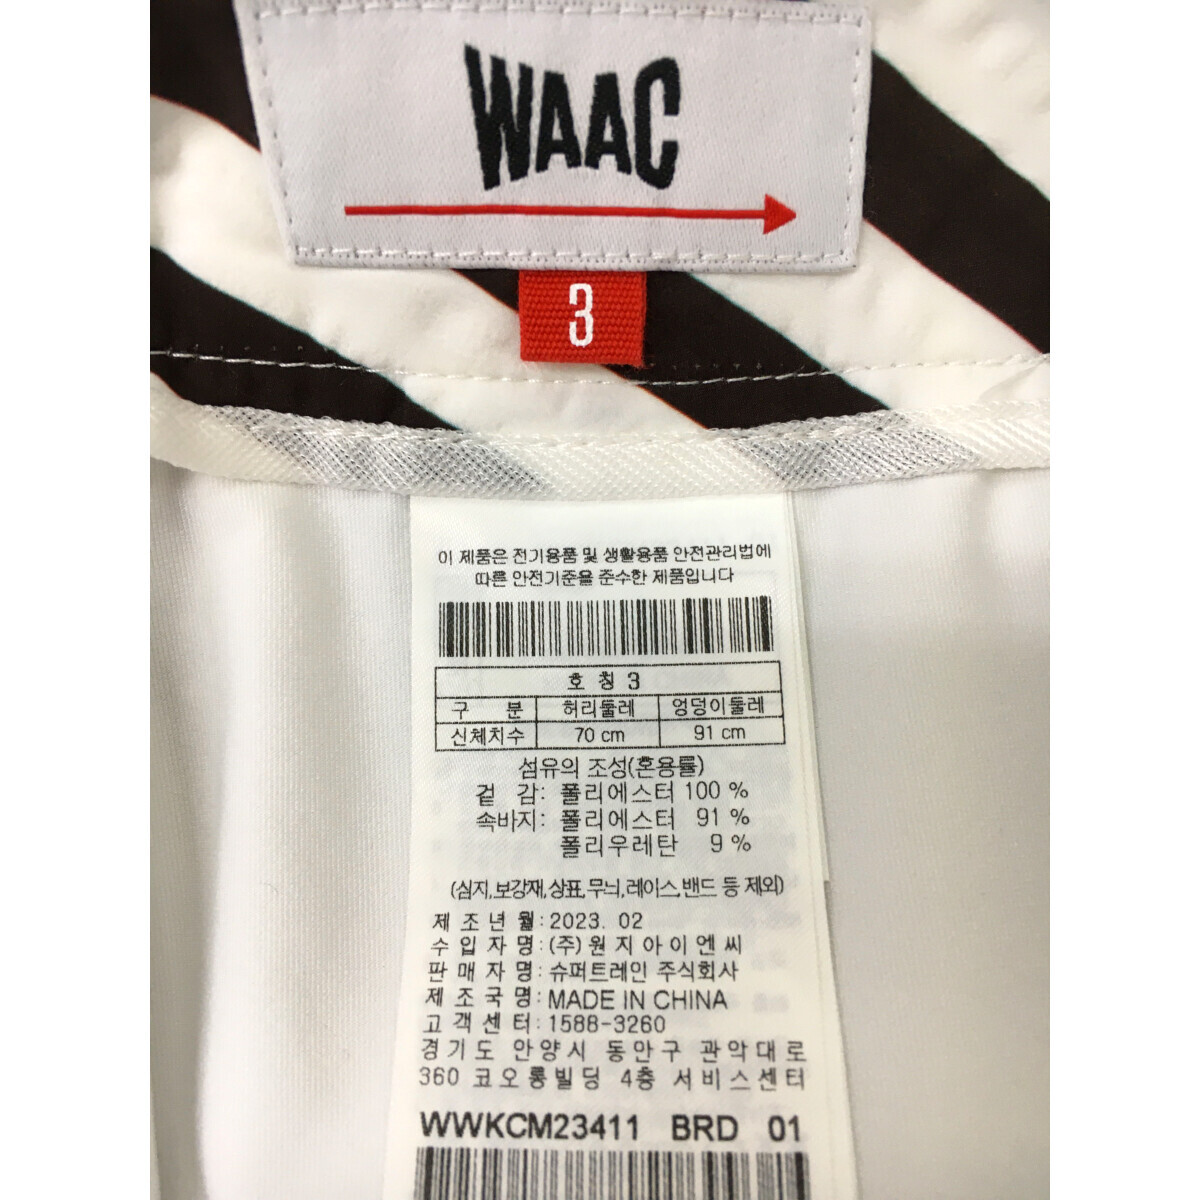 WAAC
3
이 제품은 전기용품 및 생활용품 안전관리법에
따른 안전기준을 준수한 제품입니다
호 칭 3
구 분 허리둘레 엉덩이둘레
신체치수 70 cm 91 cm
섬유의 조성(혼용률)
겉 감: 폴리에스터 100 %
속바지: 폴리에스터 91 %
폴리우레탄 9 %
(심지,보강재,상표,무늬,레이스,밴드 등 제외)
제 조 년 월: 2023. 02
수 입 자 명: (주) 원 지 아 이 엔 씨
판 매 자 명: 슈퍼트레인 주식회사
제 조 국 명: MADE IN CHINA
고 객 센 터: 1588-3260
경기도 안양시 동안구 관악대로
360 코오롱빌딩 4층 서비스센터
WWKCM23411 BRD 01